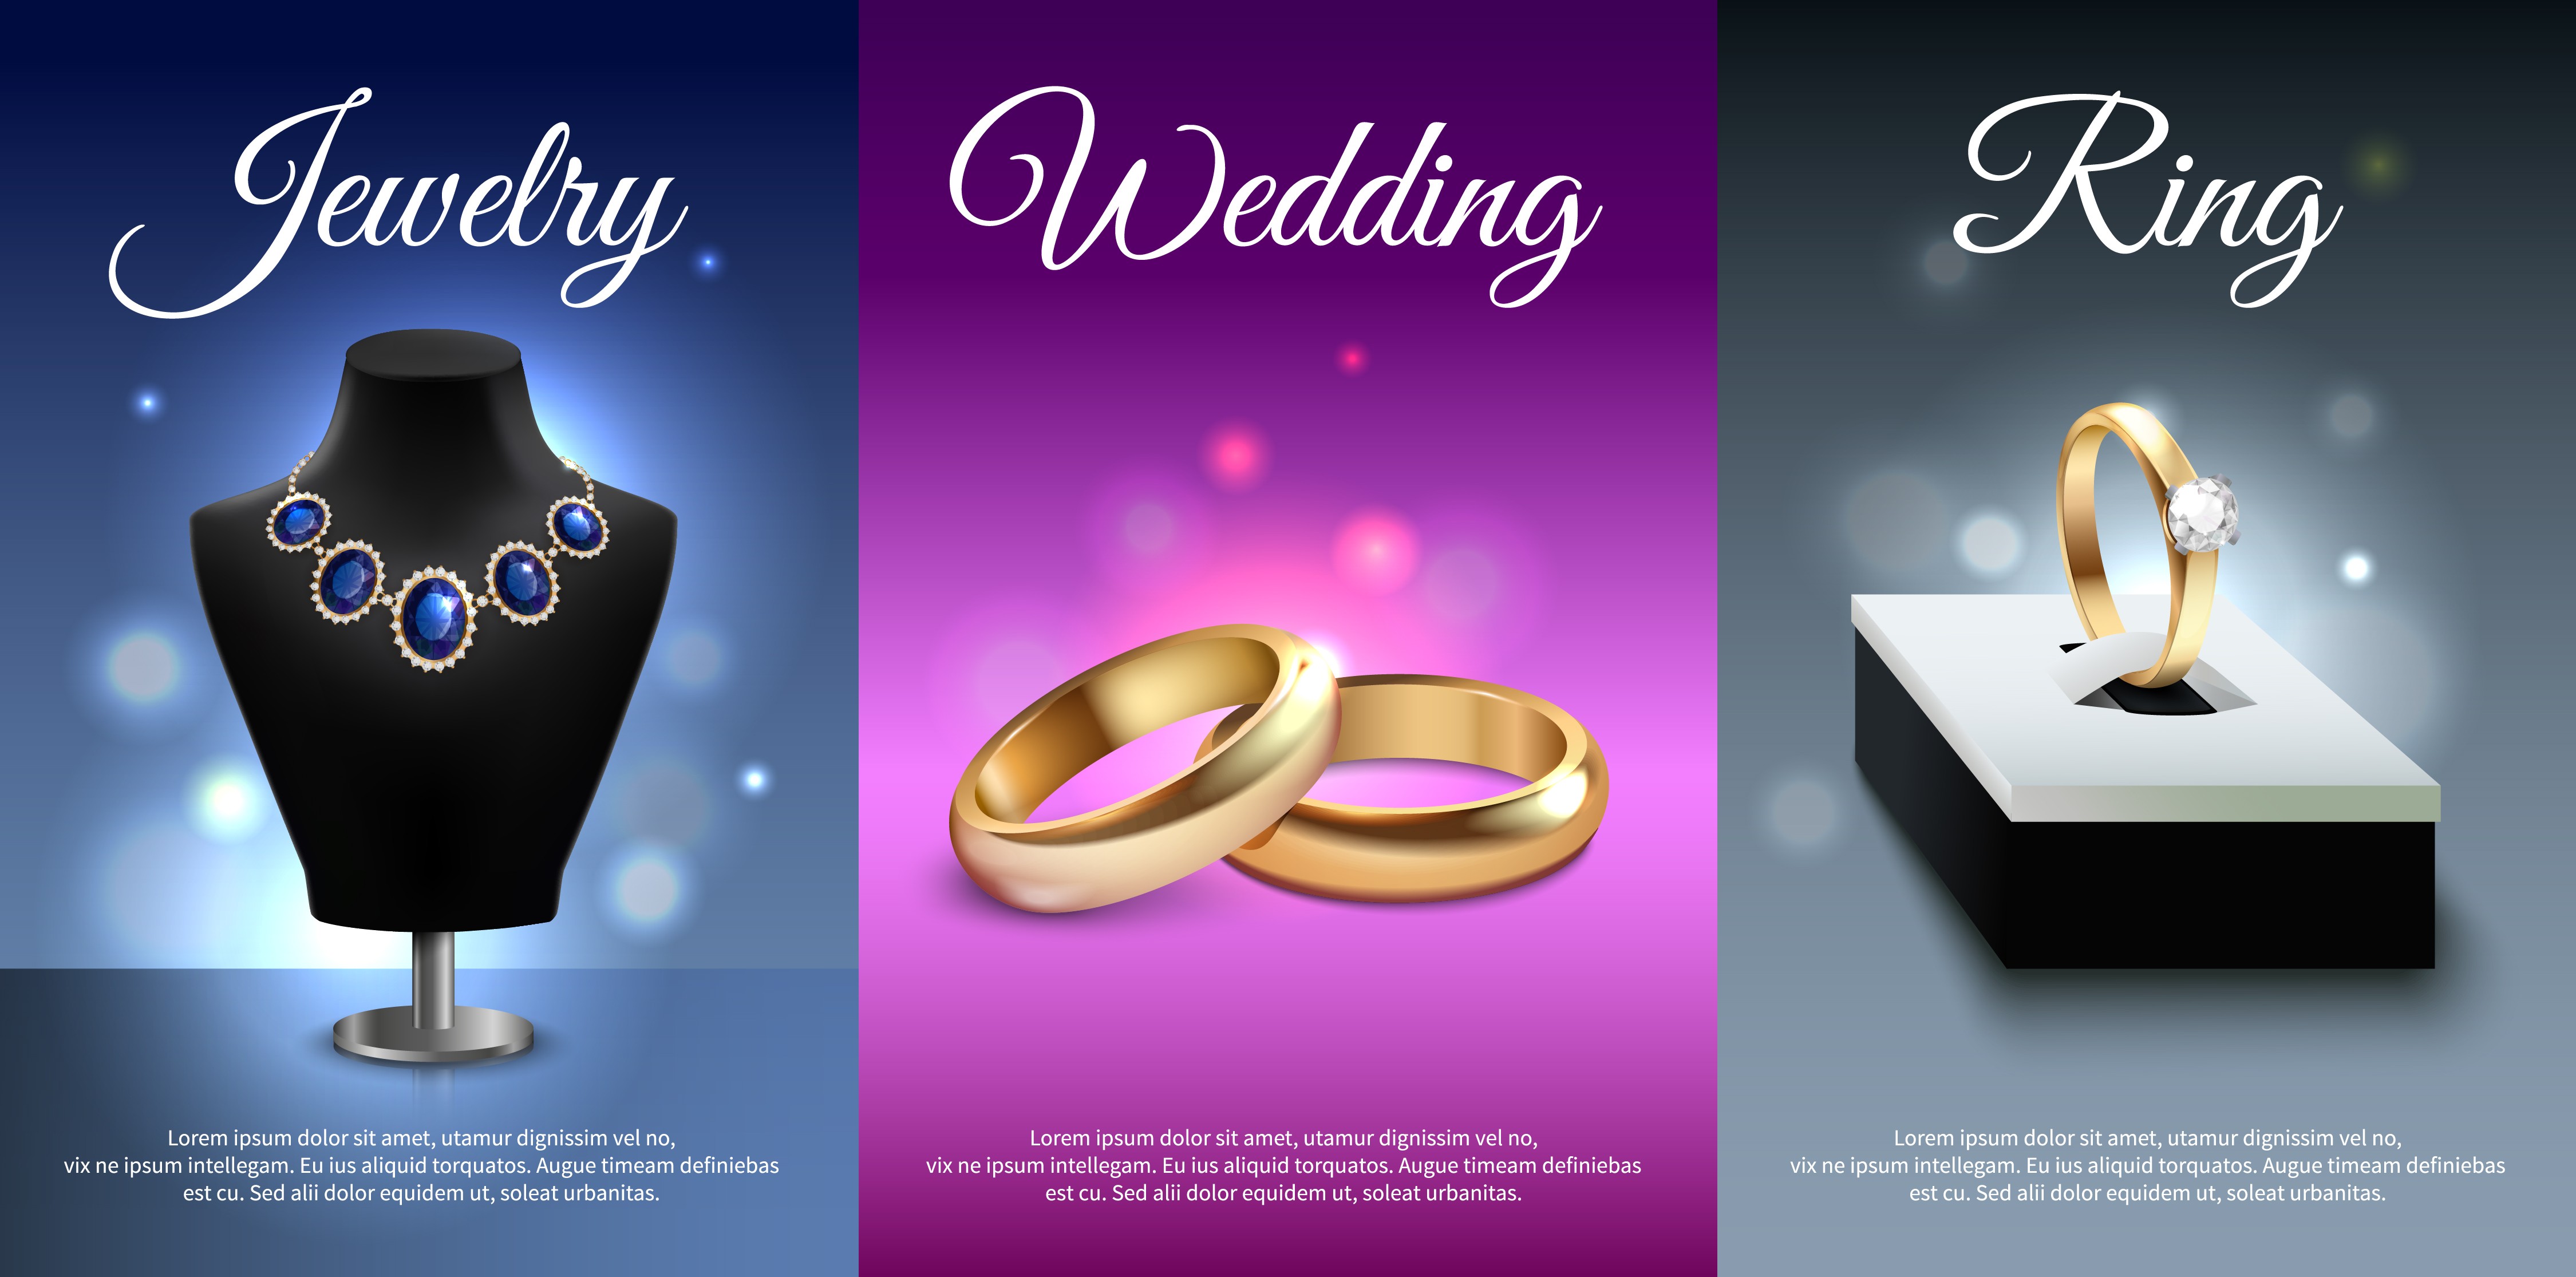 Jewelry
Lorem ipsum dolor sit amet, utamur dignissim vel no,
vix ne ipsum intellegam. Eu ius aliquid torquatos. Augue timeam definiebas
est cu. Sed alii dolor equidem ut, soleat urbanitas.
Wedding
Lorem ipsum dolor sit amet, utamur dignissim vel no,
vix ne ipsum intellegam. Eu ius aliquid torquatos. Augue timeam definiebas
est cu. Sed alii dolor equidem ut, soleat urbanitas.
Ring
Lorem ipsum dolor sit amet, utamur dignissim vel no,
vix ne ipsum intellegam. Eu ius aliquid torquatos. Augue timeam definiebas
est cu. Sed alii dolor equidem ut, soleat urbanitas.